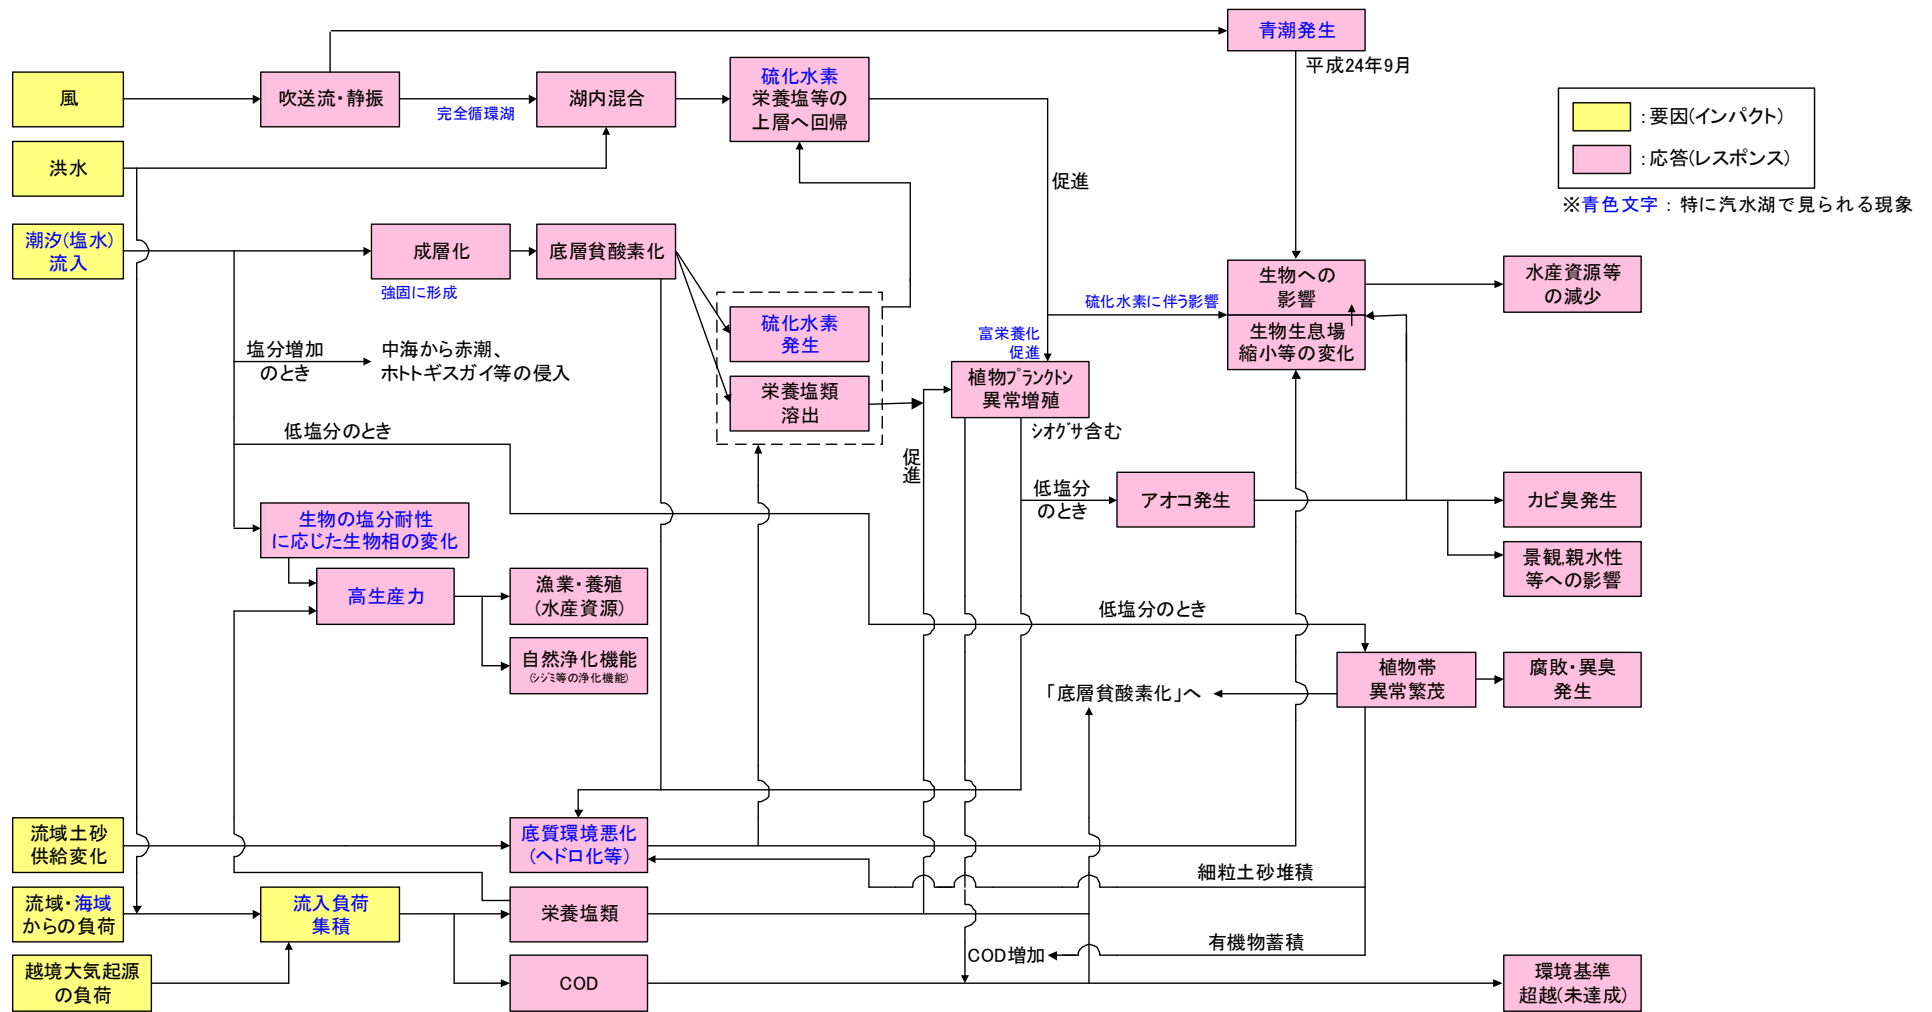 青潮発生
平成24年9月
風
吹送流・静振
完全循環湖
湖内混合
硫化水素
栄養塩等の
上層へ回帰
：要因(インパクト)
：応答(レスポンス)
※青色文字：特に汽水湖で見られる現象
洪水
促進
潮汐(塩水)
流入
成層化
強固に形成
底層貧酸素化
硫化水素
発生
栄養塩類
溶出
硫化水素に伴う影響
生物への
影響
生物生息場
縮小等の変化
水産資源等
の減少
塩分増加
のとき
中海から赤潮、
ホトトギスガイ等の侵入
富栄養化
促進
植物プランクトン
異常増殖
シオグサ含む
低塩分のとき
促進
低塩分
のとき
アオコ発生
カビ臭発生
景観,親水性
等への影響
生物の塩分耐性
に応じた生物相の変化
高生産力
漁業・養殖
(水産資源)
自然浄化機能
(シジミ等の浄化機能)
低塩分のとき
植物帯
異常繁茂
腐敗・異臭
発生
「底層貧酸素化」へ
流域土砂
供給変化
底質環境悪化
(ヘドロ化等)
細粒土砂堆積
流域・海域
からの負荷
流入負荷
集積
栄養塩類
有機物蓄積
COD増加
越境大気起源
の負荷
COD
環境基準
超越(未達成)